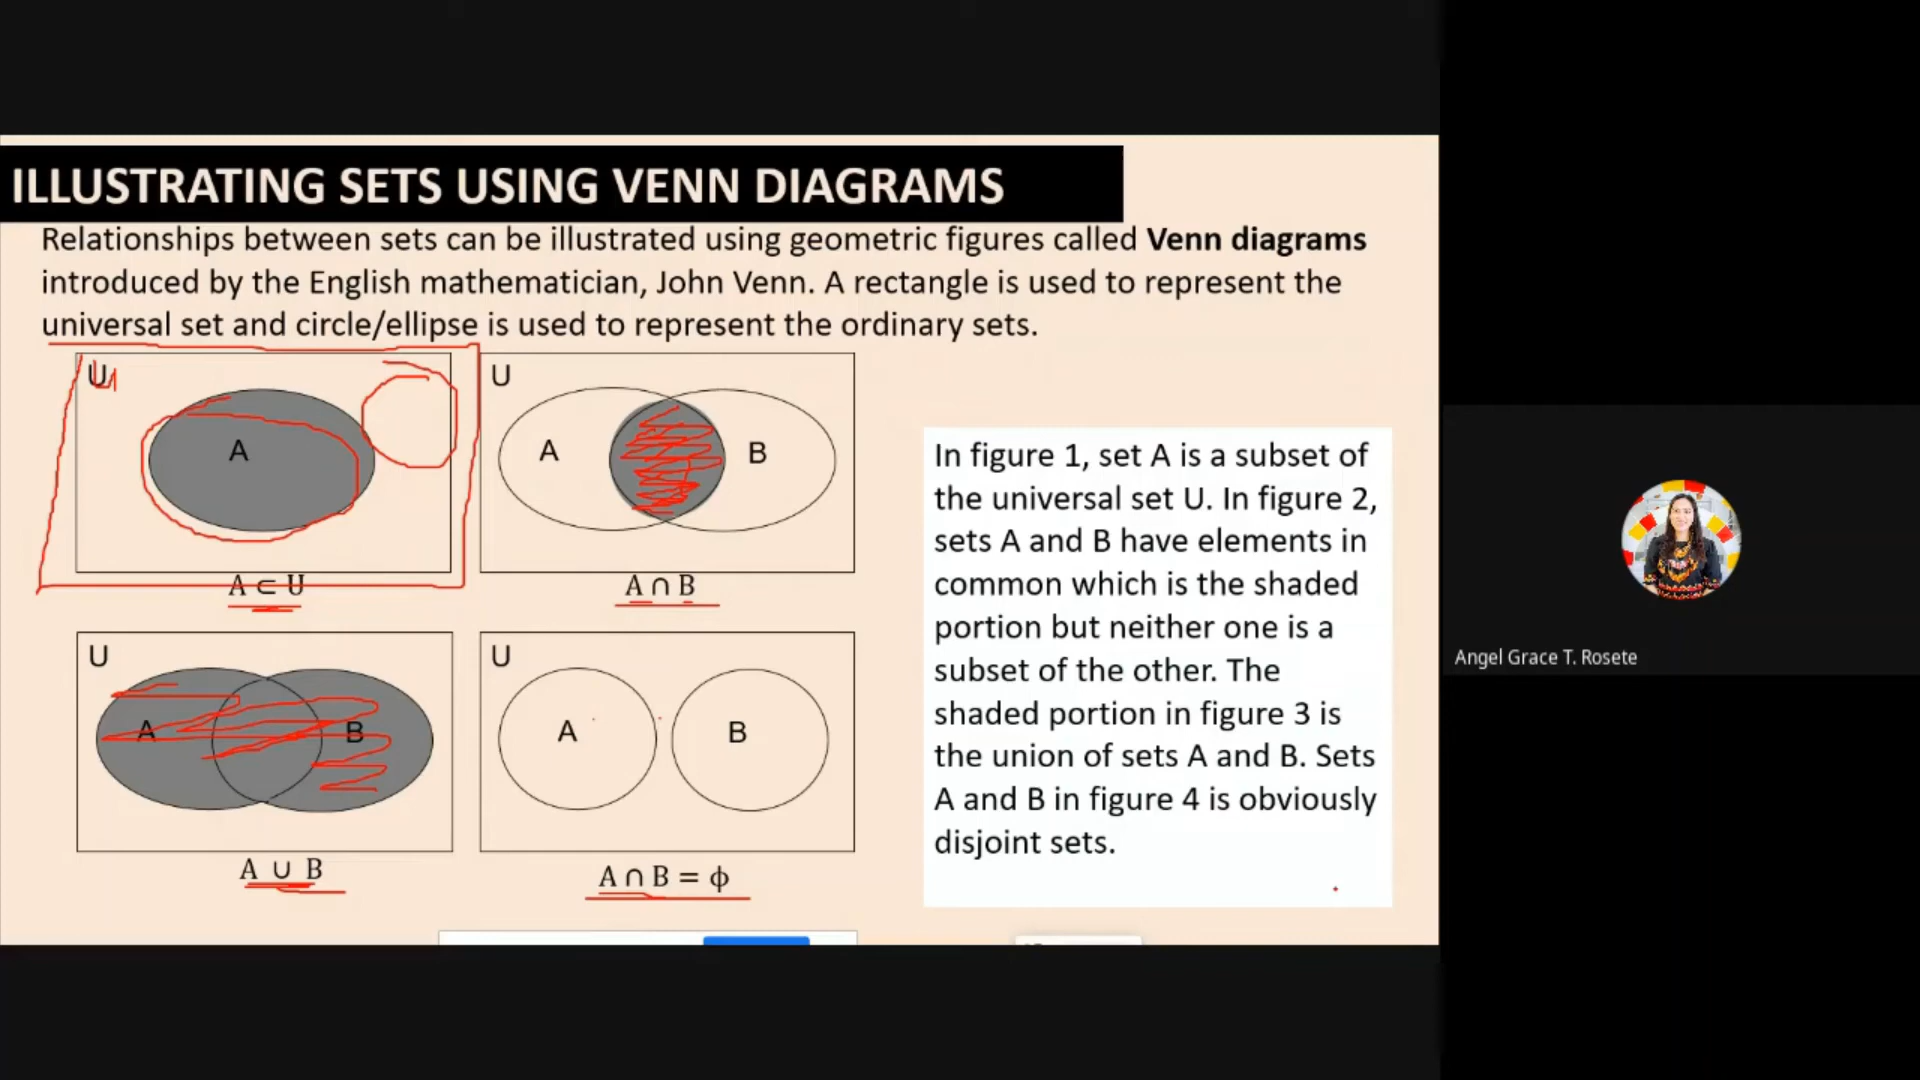 ILLUSTRATING SETS USING VENN DIAGRAMS
Relationships between sets can be illustrated using geometric figures called Venn diagrams
introduced by the English mathematician, John Venn. A rectangle is used to represent the
universal set and circle/ellipse is used to represent the ordinary sets.
U
A
A ⊂ U
U
A
B
A ∩ B
U
A
B
A ∪ B
U
A
B
A ∩ B = ϕ
In figure 1, set A is a subset of
the universal set U. In figure 2,
sets A and B have elements in
common which is the shaded
portion but neither one is a
subset of the other. The
shaded portion in figure 3 is
the union of sets A and B. Sets
A and B in figure 4 is obviously
disjoint sets.
Angel Grace T. Rosete